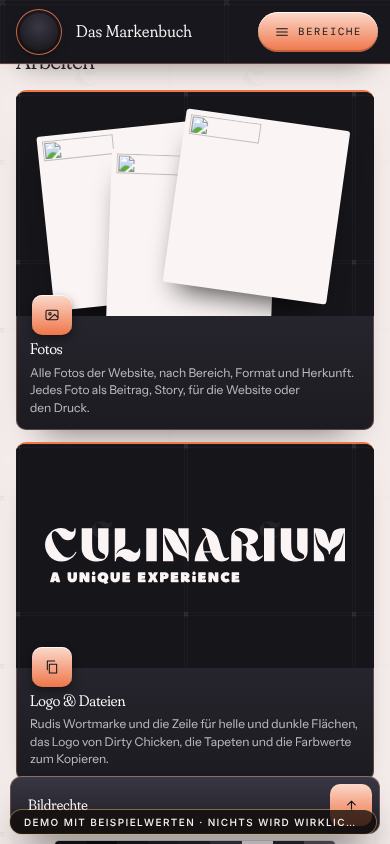 Das Markenbuch
BEREICHE
Arbeiten
Fotos
Alle Fotos der Website, nach Bereich, Format und Herkunft.
Jedes Foto als Beitrag, Story, für die Website oder
den Druck.
CULINARIUM
A UNiQUE EXPERiENCE
Logo & Dateien
Rudis Wortmarke und die Zeile für helle und dunkle Flächen,
das Logo von Dirty Chicken, die Tapeten und die Farbwerte
zum Kopieren.
Bildrechte
DEMO MIT BEISPIELWERTEN · NICHTS WIRD WIRKLIC…